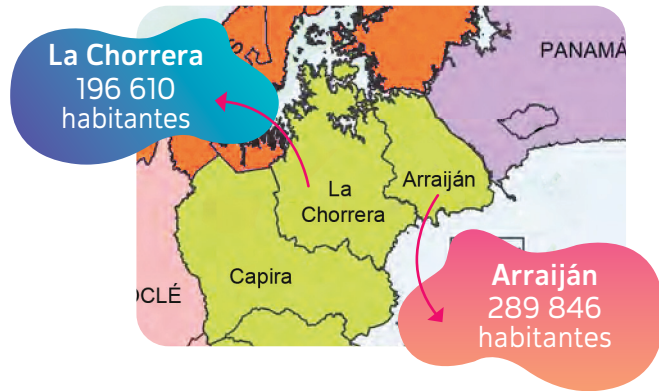 La Chorrera
196 610
habitantes
PANAMÁ
La
Chorrera
Arraiján
Capira
OCLÉ
Arraiján
289 846
habitantes